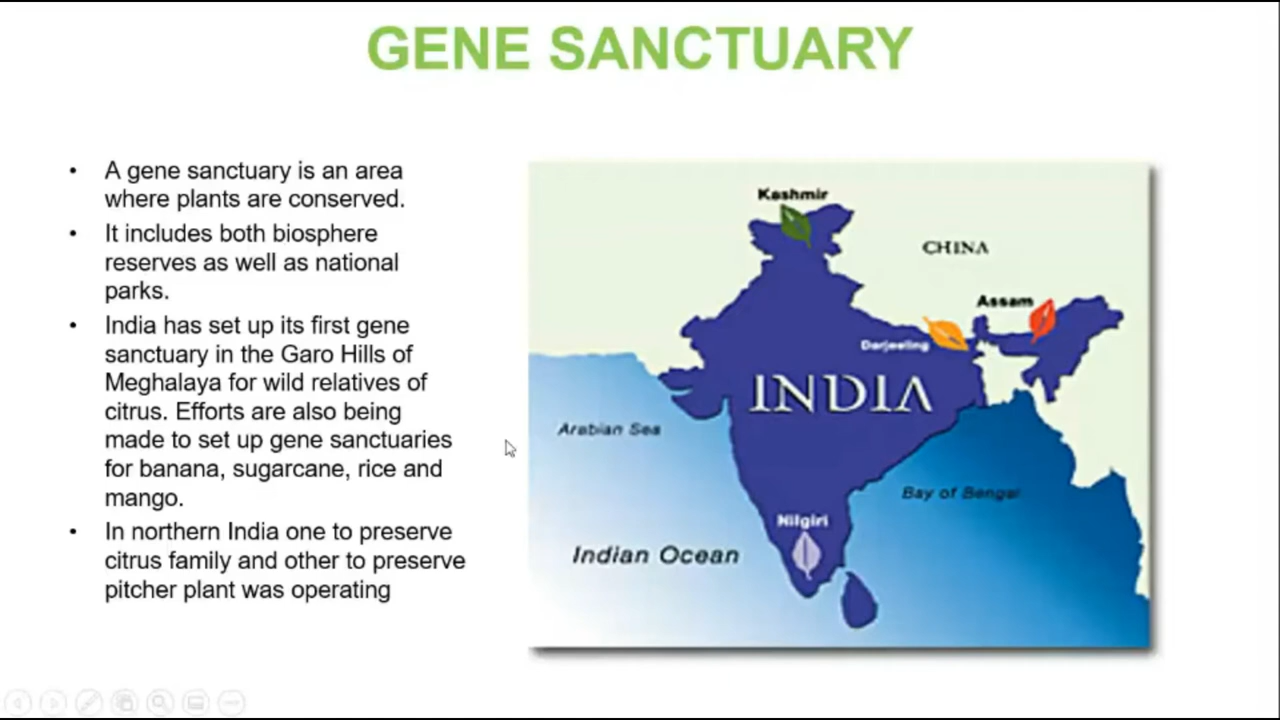 GENE SANCTUARY
• A gene sanctuary is an area
where plants are conserved.
• It includes both biosphere
reserves as well as national
parks.
• India has set up its first gene
sanctuary in the Garo Hills of
Meghalaya for wild relatives of
citrus. Efforts are also being
made to set up gene sanctuaries
for banana, sugarcane, rice and
mango.
• In northern India one to preserve
citrus family and other to preserve
pitcher plant was operating
Kashmir
CHINA
Assam
Darjeeling
INDIA
Arabian Sea
Bay of Bengal
Nilgiri
Indian Ocean